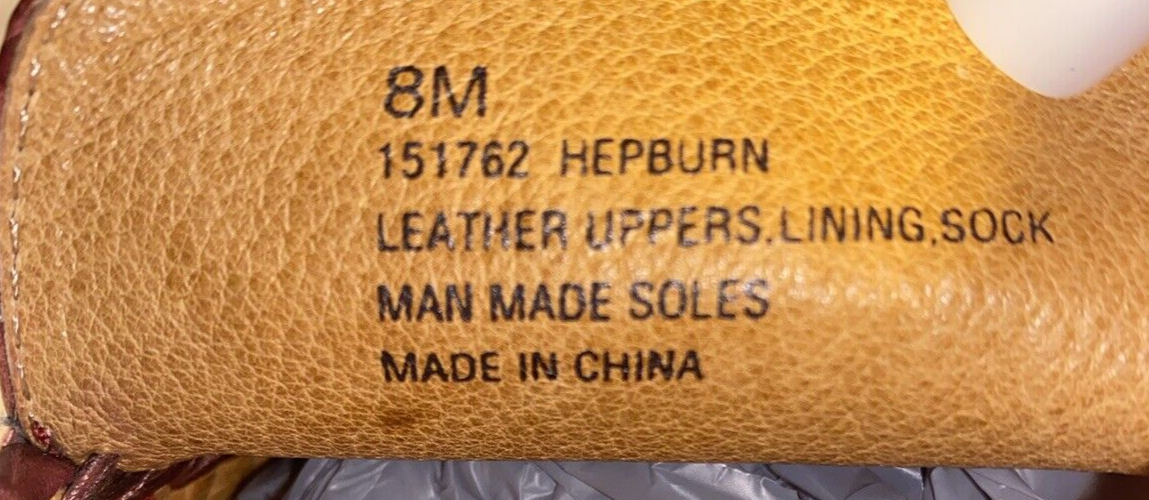 8M
151762 HEPBURN
LEATHER UPPERS.LINING,SOCK
MAN MADE SOLES
MADE IN CHINA